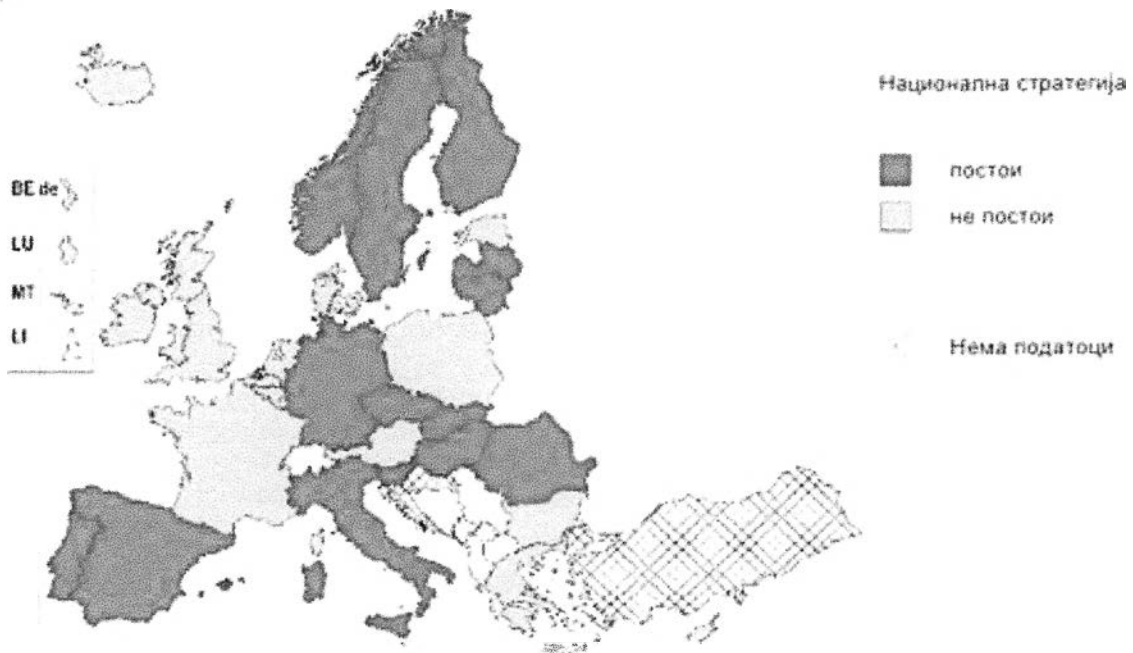 Национална стратегија
постои
не постои
Нема податоци
BE de
LU
MT
LI